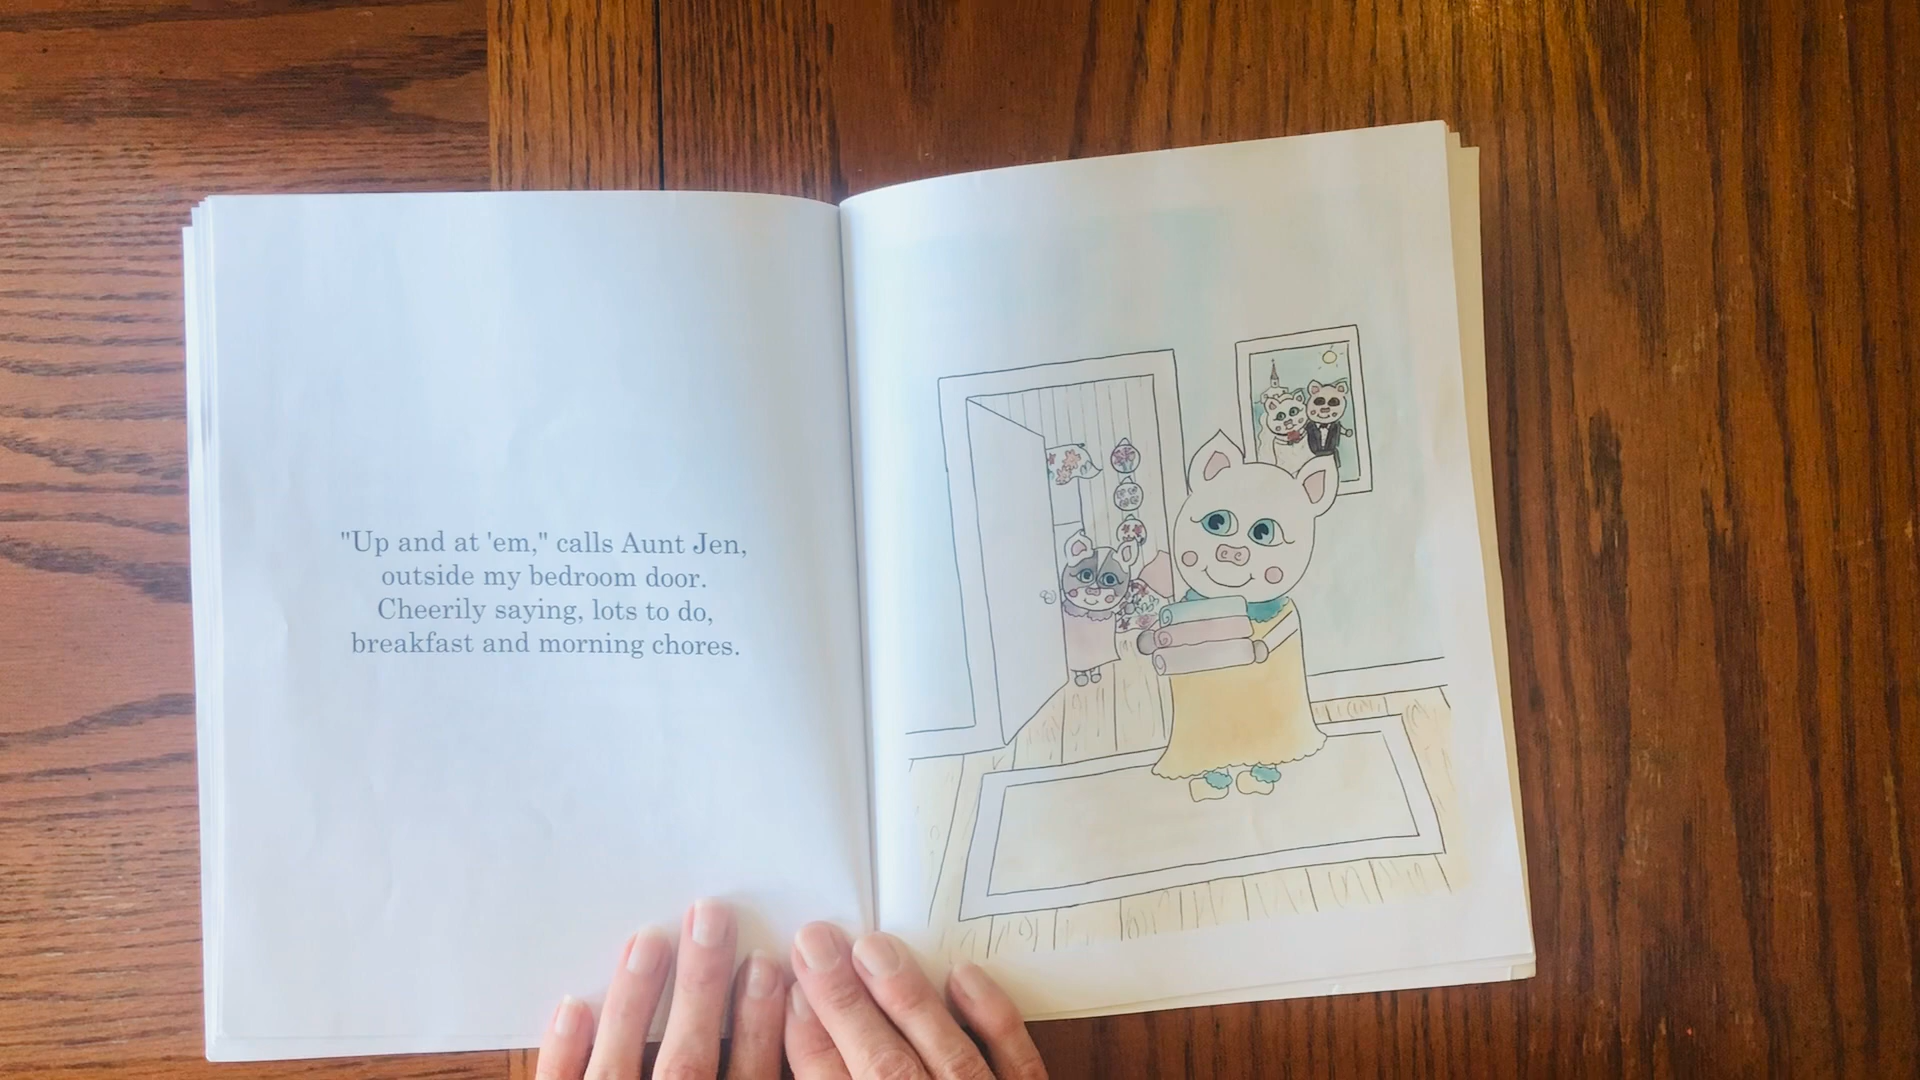 "Up and at 'em," calls Aunt Jen,
outside my bedroom door.
Cheerily saying, lots to do,
breakfast and morning chores.